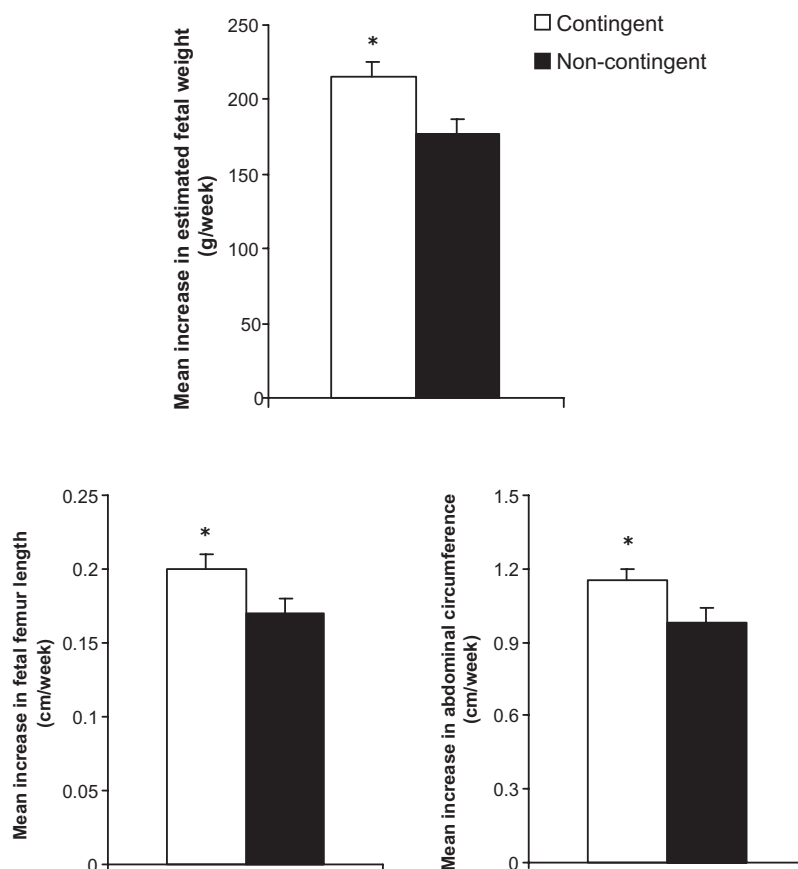 Contingent
Non-contingent
Mean increase in estimated fetal weight
(g/week)
250
200
150
100
50
0
*
Mean increase in fetal femur length
(cm/week)
0.25
0.2
0.15
0.1
0.05
0
*
Mean increase in abdominal circumference
(cm/week)
1.5
1.2
0.9
0.6
0.3
0
*